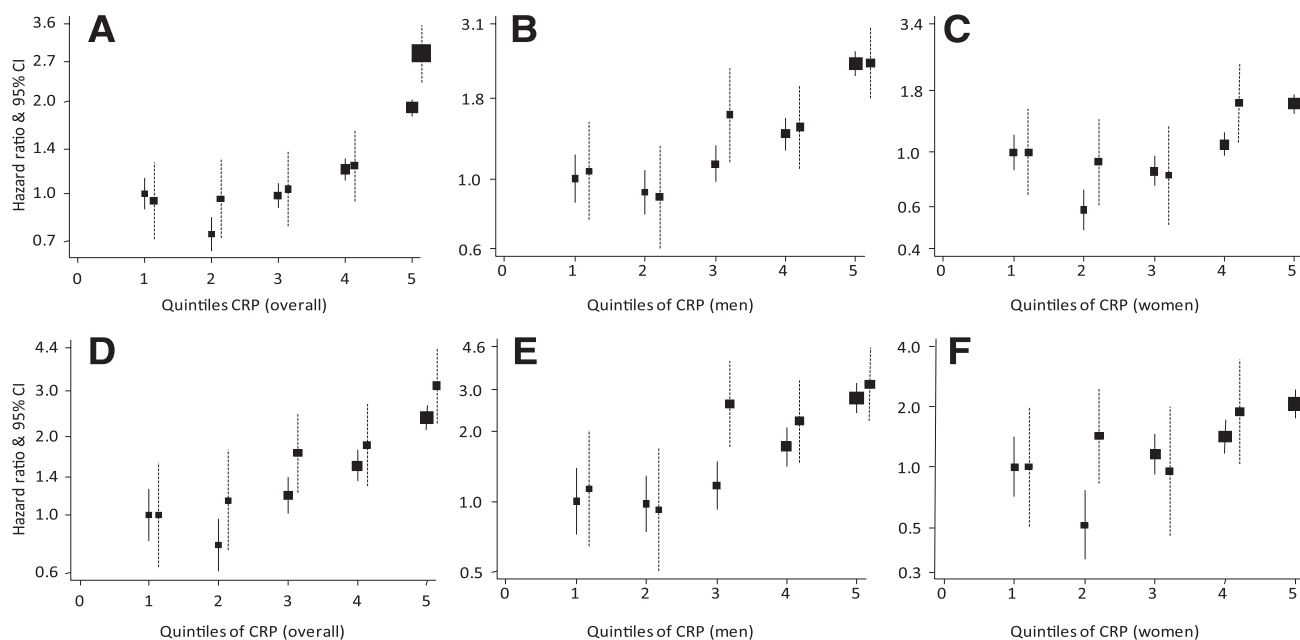 A
Hazard ratio & 95% CI
3.6
2.7
2.0
1.4
1.0
0.7
0 1 2 3 4 5
Quintiles CRP (overall)
B
3.1
1.8
1.0
0.6
0 1 2 3 4 5
Quintiles of CRP (men)
C
3.4
1.8
1.0
0.6
0.4
0 1 2 3 4 5
Quintiles of CRP (women)
D
Hazard ratio & 95% CI
4.4
3.0
2.0
1.4
1.0
0.6
0 1 2 3 4 5
Quintiles of CRP (overall)
E
4.6
3.0
2.0
1.0
0.5
0 1 2 3 4 5
Quintiles of CRP (men)
F
4.0
2.0
1.0
0.5
0.3
0 1 2 3 4 5
Quintiles of CRP (women)